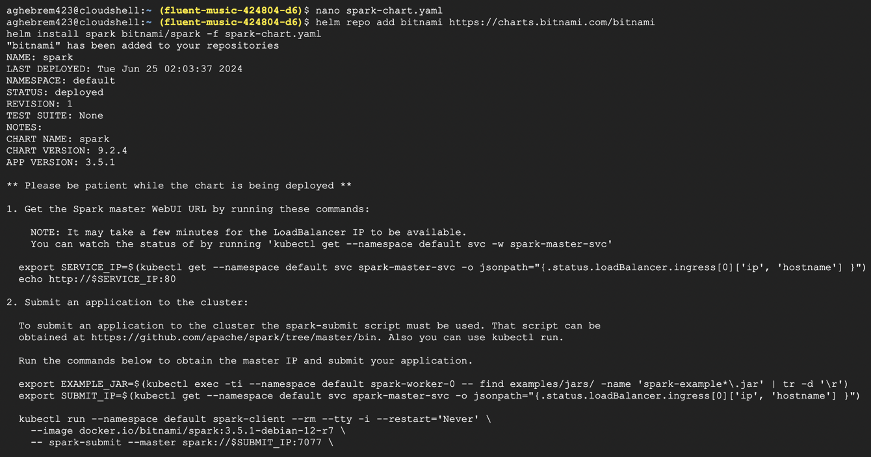 aghebrem423@cloudshell:~ (fluent-music-424804-d6)$ nano spark-chart.yaml
aghebrem423@cloudshell:~ (fluent-music-424804-d6)$ helm repo add bitnami https://charts.bitnami.com/bitnami
helm install spark bitnami/spark -f spark-chart.yaml
"bitnami" has been added to your repositories
NAME: spark
LAST DEPLOYED: Tue Jun 25 02:03:37 2024
NAMESPACE: default
STATUS: deployed
REVISION: 1
TEST SUITE: None
NOTES:
CHART NAME: spark
CHART VERSION: 9.2.4
APP VERSION: 3.5.1
** Please be patient while the chart is being deployed **
1. Get the Spark master WebUI URL by running these commands:
NOTE: It may take a few minutes for the LoadBalancer IP to be available.
You can watch the status of by running 'kubectl get --namespace default svc -w spark-master-svc'
export SERVICE_IP=$(kubectl get --namespace default svc spark-master-svc -o jsonpath="{.status.loadBalancer.ingress[0]['ip', 'hostname'] }")
echo http://$SERVICE_IP:80
2. Submit an application to the cluster:
To submit an application to the cluster the spark-submit script must be used. That script can be
obtained at https://github.com/apache/spark/tree/master/bin. Also you can use kubectl run.
Run the commands below to obtain the master IP and submit your application.
export EXAMPLE_JAR=$(kubectl exec -ti --namespace default spark-worker-0 -- find examples/jars/ -name 'spark-example*\.jar' | tr -d '\r')
export SUBMIT_IP=$(kubectl get --namespace default svc spark-master-svc -o jsonpath="{.status.loadBalancer.ingress[0]['ip', 'hostname'] }")
kubectl run --namespace default spark-client --rm --tty -i --restart='Never' \
--image docker.io/bitnami/spark:3.5.1-debian-12-r7 \
-- spark-submit --master spark://$SUBMIT_IP:7077 \